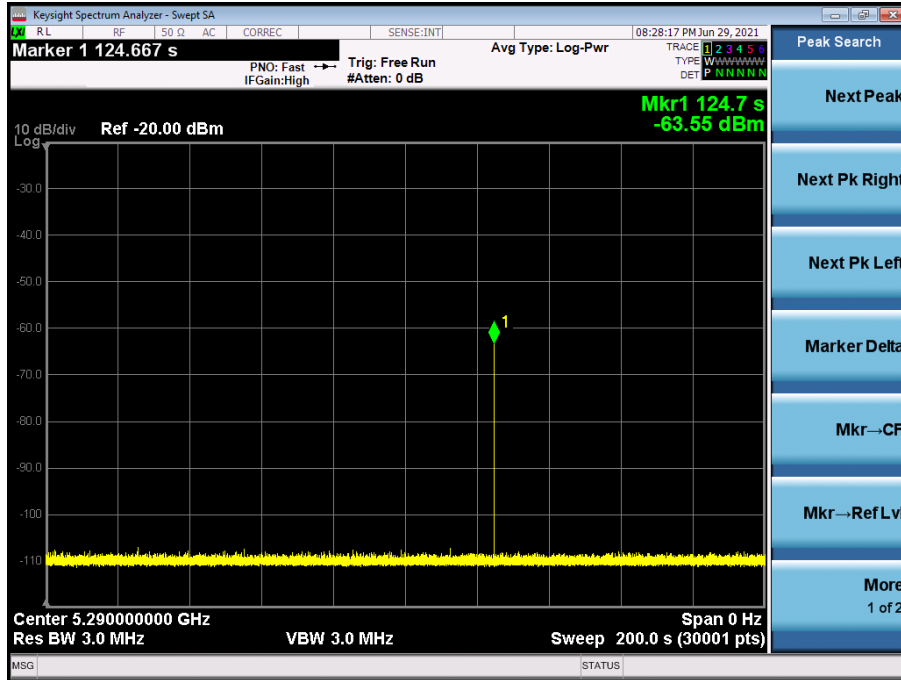 Keysight Spectrum Analyzer - Swept SA
LXI RL RF 50 Ω AC CORREC SENSE:INT 08:28:17 PM Jun 29, 2021
Marker 1 124.667 s
Avg Type: Log-Pwr
TRACE 1 2 3 4 5 6
PNO: Fast
Trig: Free Run
TYPE WWWWWWW
IFGain:High
#Atten: 0 dB
DET P N N N N N
Peak Search
Mkr1 124.7 s
-63.55 dBm
10 dB/div Ref -20.00 dBm
Log
-30.0
-40.0
-50.0
-60.0
-70.0
-80.0
-90.0
-100
-110
1
Center 5.290000000 GHz
Span 0 Hz
Res BW 3.0 MHz
VBW 3.0 MHz
Sweep 200.0 s (30001 pts)
MSG
STATUS
Next Peak
Next Pk Right
Next Pk Left
Marker Delta
Mkr→CF
Mkr→Ref Lvl
More
1 of 2